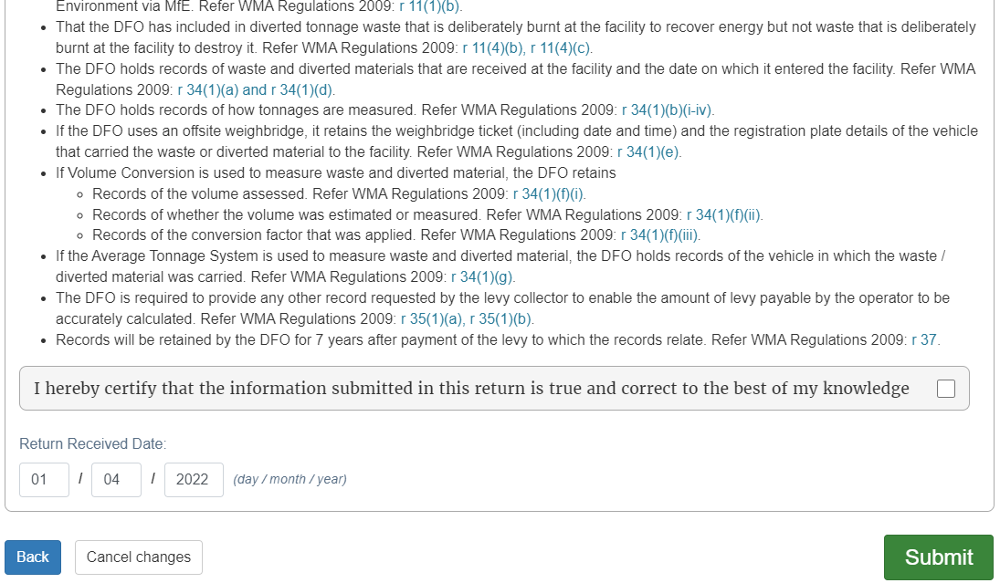 Environment via MfE. Refer WMA Regulations 2009: r 11(1)(b).
• That the DFO has included in diverted tonnage waste that is deliberately burnt at the facility to recover energy but not waste that is deliberately
burnt at the facility to destroy it. Refer WMA Regulations 2009: r 11(4)(b), r 11(4)(c).
• The DFO holds records of waste and diverted materials that are received at the facility and the date on which it entered the facility. Refer WMA
Regulations 2009: r 34(1)(a) and r 34(1)(d).
• The DFO holds records of how tonnages are measured. Refer WMA Regulations 2009: r 34(1)(b)(i-iv).
• If the DFO uses an offsite weighbridge, it retains the weighbridge ticket (including date and time) and the registration plate details of the vehicle
that carried the waste or diverted material to the facility. Refer WMA Regulations 2009: r 34(1)(e).
• If Volume Conversion is used to measure waste and diverted material, the DFO retains
◦ Records of the volume assessed. Refer WMA Regulations 2009: r 34(1)(f)(i).
◦ Records of whether the volume was estimated or measured. Refer WMA Regulations 2009: r 34(1)(f)(ii).
◦ Records of the conversion factor that was applied. Refer WMA Regulations 2009: r 34(1)(f)(iii).
• If the Average Tonnage System is used to measure waste and diverted material, the DFO holds records of the vehicle in which the waste /
diverted material was carried. Refer WMA Regulations 2009: r 34(1)(g).
• The DFO is required to provide any other record requested by the levy collector to enable the amount of levy payable by the operator to be
accurately calculated. Refer WMA Regulations 2009: r 35(1)(a), r 35(1)(b).
• Records will be retained by the DFO for 7 years after payment of the levy to which the records relate. Refer WMA Regulations 2009: r 37.
I hereby certify that the information submitted in this return is true and correct to the best of my knowledge
Return Received Date:
01 / 04 / 2022 (day / month / year)
Back Cancel changes Submit